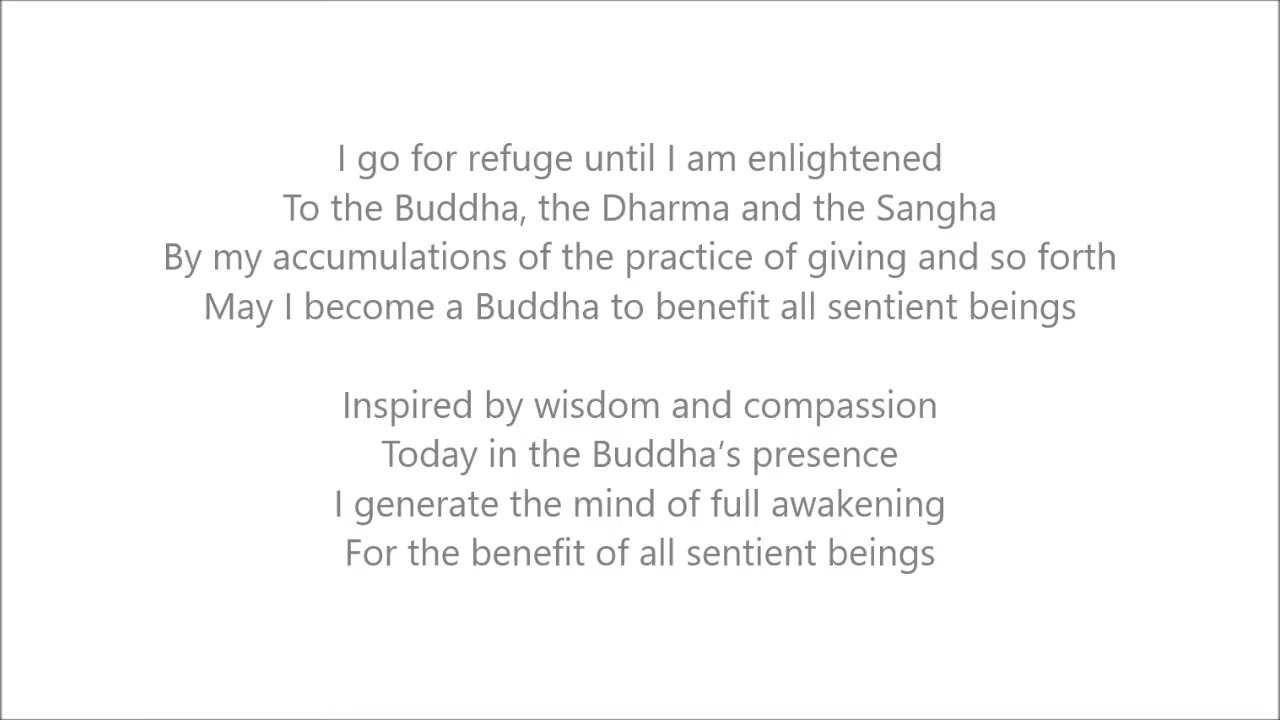 I go for refuge until I am enlightened
To the Buddha, the Dharma and the Sangha
By my accumulations of the practice of giving and so forth
May I become a Buddha to benefit all sentient beings
Inspired by wisdom and compassion
Today in the Buddha’s presence
I generate the mind of full awakening
For the benefit of all sentient beings